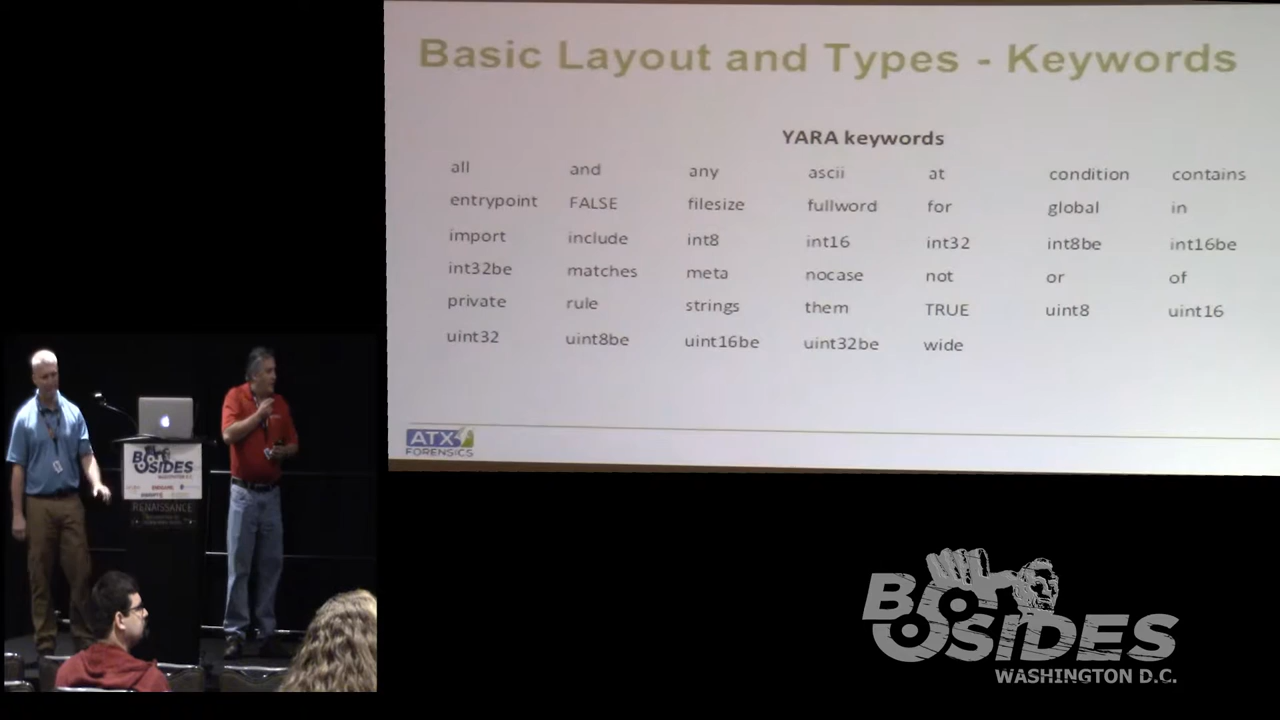 Basic Layout and Types - Keywords
YARA keywords
all and any ascii at condition contains
entrypoint FALSE filesize fullword for global in
import include int8 int16 int32 int8be int16be
int32be matches meta nocase not or of
private rule strings them TRUE uint8 uint16
uint32 uint8be uint16be uint32be wide
ATX
FORENSICS
BSIDES
WASHINGTON D.C.
RENAISSANCE
BSIDES
WASHINGTON D.C.